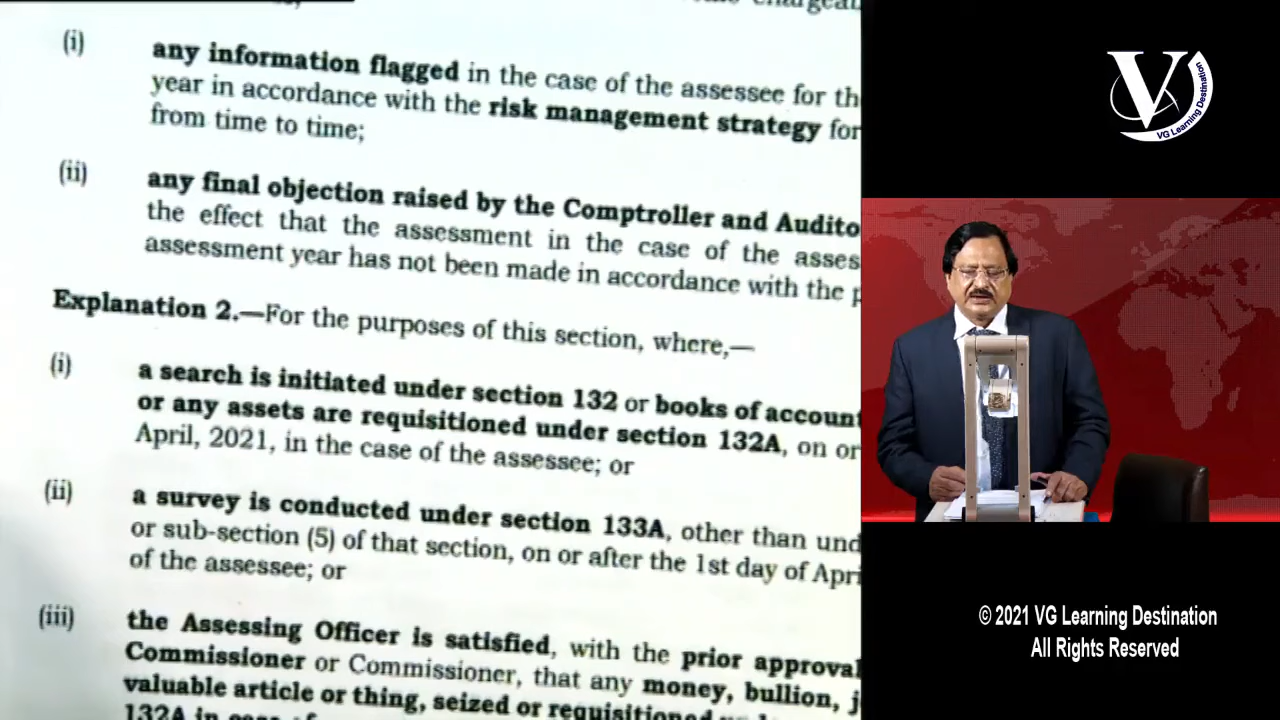 (i) any information flagged in the case of the assessee for th
year in accordance with the risk management strategy for
from time to time;
(ii) any final objection raised by the Comptroller and Audito
the effect that the assessment in the case of the asses
assessment year has not been made in accordance with the p
Explanation 2.—For the purposes of this section, where,—
(i) a search is initiated under section 132 or books of account
or any assets are requisitioned under section 132A, on or
April, 2021, in the case of the assessee; or
(ii) a survey is conducted under section 133A, other than und
or sub-section (5) of that section, on or after the 1st day of Apri
of the assessee; or
(iii) the Assessing Officer is satisfied, with the prior approval
Commissioner or Commissioner, that any money, bullion, j
valuable article or thing, seized or requisitioned
132A in case of
V
VG Learning Destination
© 2021 VG Learning Destination
All Rights Reserved